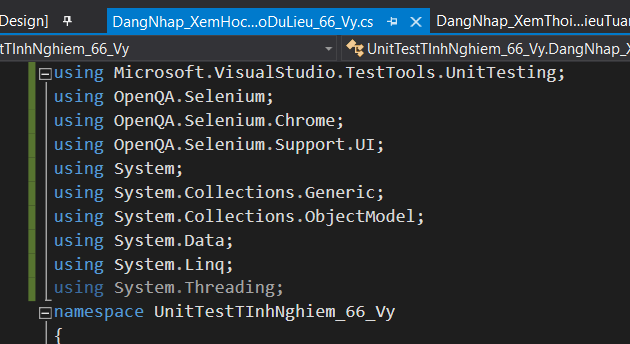 Design] DangNhap_XemHoc...oDuLieu_66_Vy.cs DangNhap_XemThoi...ieuTuan
tTInhNghiem_66_Vy UnitTestTInhNghiem_66_Vy.DangNhap_X
using Microsoft.VisualStudio.TestTools.UnitTesting;
using OpenQA.Selenium;
using OpenQA.Selenium.Chrome;
using OpenQA.Selenium.Support.UI;
using System;
using System.Collections.Generic;
using System.Collections.ObjectModel;
using System.Data;
using System.Linq;
using System.Threading;
namespace UnitTestTInhNghiem_66_Vy
{